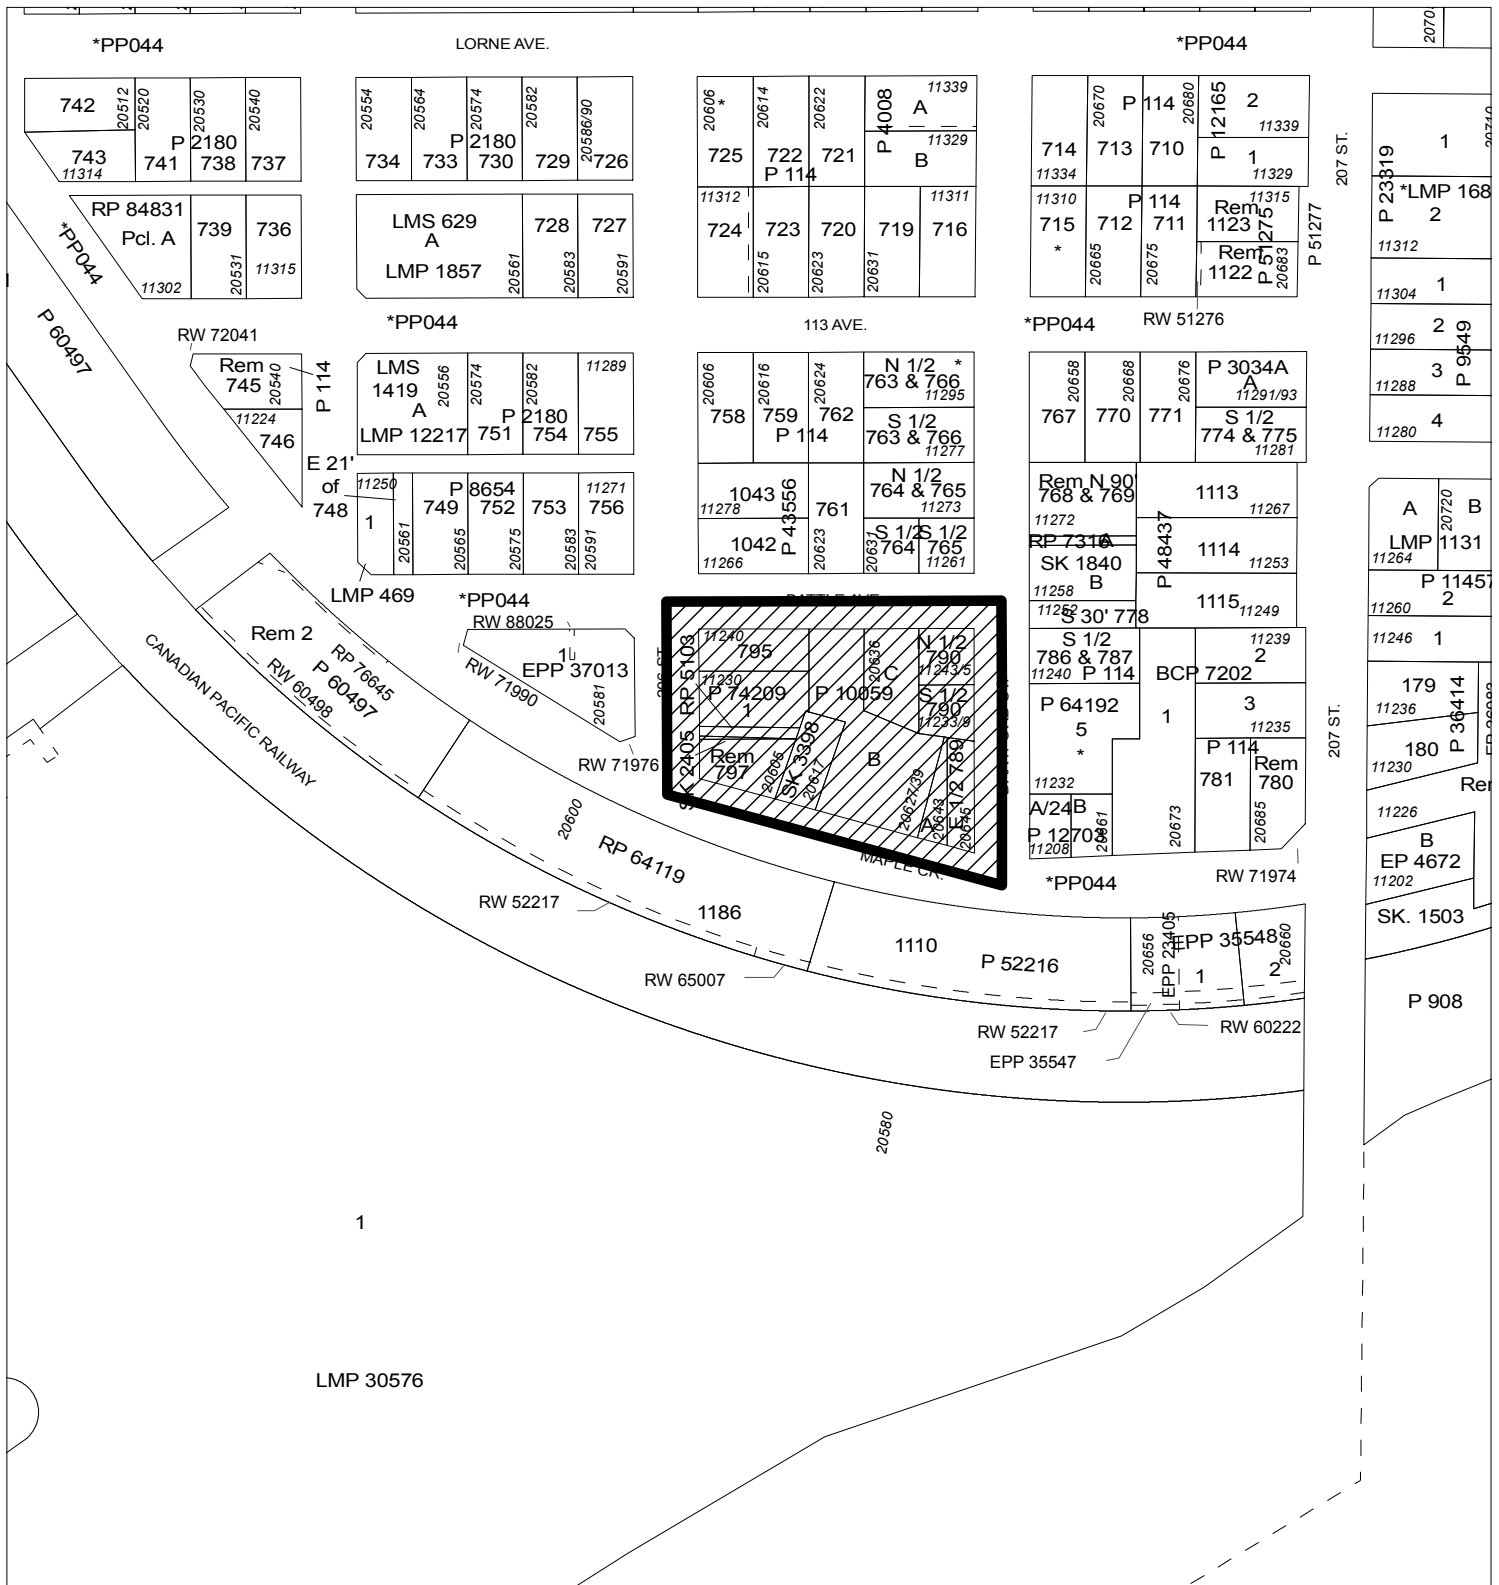 *PP044
LORNE AVE.
*PP044
742
20512
20520
20530
20540
P 2180
743
11314
741
738
737
20554
20564
20574
20582
20586/90
P 2180
734
733
730
729
726
20606
*
20614
20622
P 4008
11339
A
11329
B
725
722
721
P 114
20670
P 114
20680
P 12165
2
11339
1
11329
714
11334
713
710
207 ST.
P 23319
1
20710
*LMP 168
2
11312
RP 84831
Pcl. A
11302
739
20531
736
11315
*PP044
P 60497
LMS 629
A
LMP 1857
20561
728
20583
727
20591
11312
724
723
20615
720
20623
719
20631
11311
716
11310
715
*
P 114
712
20665
711
20675
11315
Rem
1123
Rem
1122
P 51275
20683
P 51277
11304
1
*PP044
113 AVE.
*PP044
RW 51276
11296
2
P 9549
3
11288
4
11280
RW 72041
Rem
745
20540
P 114
11224
746
LMS
1419
A
20556
LMP 12217
20574
20582
P 2180
751
754
11289
755
20606
758
20616
759
20624
762
P 114
N 1/2
*
763 & 766
11295
S 1/2
763 & 766
11277
20658
767
20668
770
20676
771
P 3034A
A
11291/93
S 1/2
774 & 775
11281
E 21'
of
748
11250
1
20561
P 8654
749
20565
752
20575
753
20583
11271
756
20591
LMP 469
1043
11278
P 43556
1042
11266
761
20623
N 1/2
764 & 765
11273
S 1/2
764
20631
S 1/2
765
11261
Rem N 90'
768 & 769
11272
RP 7316
A
SK 1840
B
11258
11252
S 30' 778
P 48437
1113
11267
1114
11253
1115
11249
A
20720
B
LMP 1131
11264
P 11457
2
11260
11246
1
*PP044
RW 88025
1
EPP 37013
20581
RW 71990
RW 71976
Rem 2
RP 76645
P 60497
RW 60498
CANADIAN PACIFIC RAILWAY
SK 2405
RP 5103
11240
795
11230
P 74209
1
Rem
797
20605
SK 3398
20617
P 10059
B
20636
C
N 1/2
790
11243/5
S 1/2
790
11233/9
20627/39
A
20643
E 1/2 789
20645
MAPLE CK.
S 1/2
786 & 787
11240
P 114
P 64192
5
*
11232
A/24
B
P 12703
11208
20661
BCP 7202
1
20673
11239
2
3
11235
P 114
781
Rem
780
20685
207 ST.
179
11236
P 36414
180
11230
11226
B
EP 4672
11202
SK. 1503
P 908
*PP044
RW 71974
20600
RP 64119
1186
RW 52217
RW 65007
1110
P 52216
20656
EPP 23405
EPP 35548
1
2
20660
RW 52217
RW 60222
EPP 35547
20580
1
LMP 30576